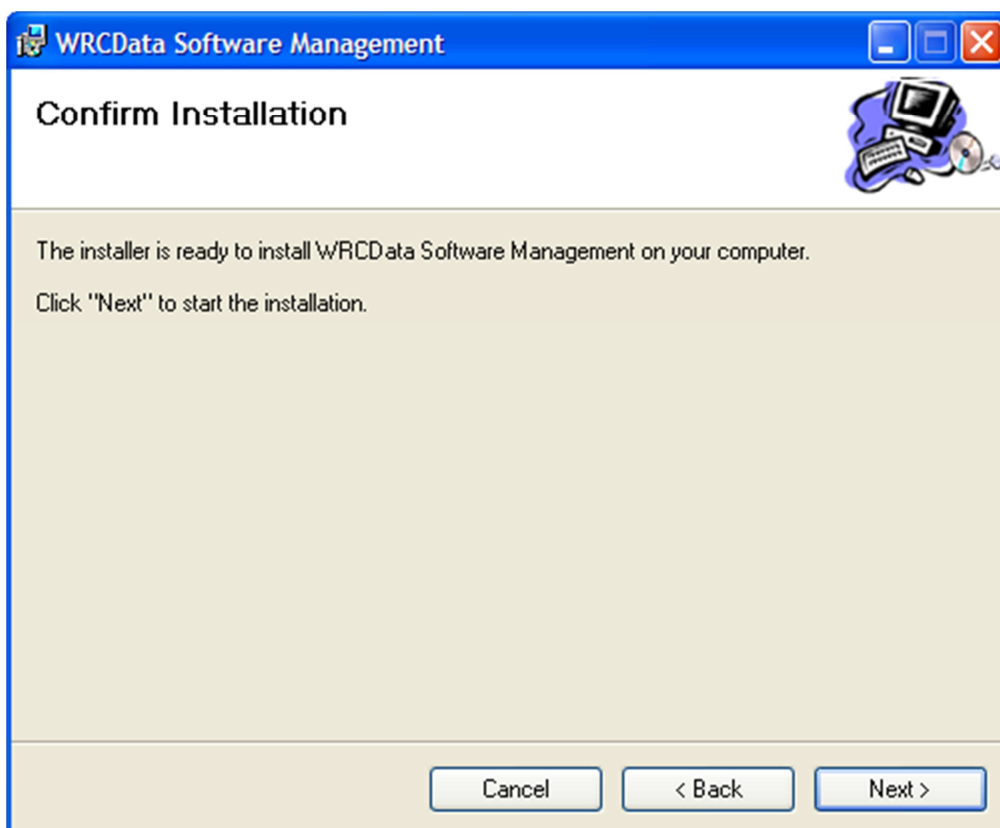 WRCData Software Management
Confirm Installation
The installer is ready to install WRCData Software Management on your computer.
Click "Next" to start the installation.
Cancel
< Back
Next >